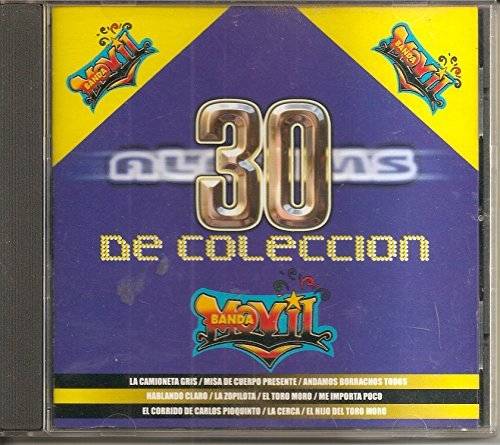 BANDA MOVIL
BANDA MOVIL
30
DE COLECCION
BANDA MOVIL
LA CAMIONETA GRIS / MISA DE CUERPO PRESENTE / ANDAMOS BORRACHOS TODOS
HABLANDO CLARO / LA ZOPILOTA / EL TORO MORO / ME IMPORTA POCO
EL CORRIDO DE CARLOS PIOQUINTO / LA CERCA / EL HIJO DEL TORO MORO